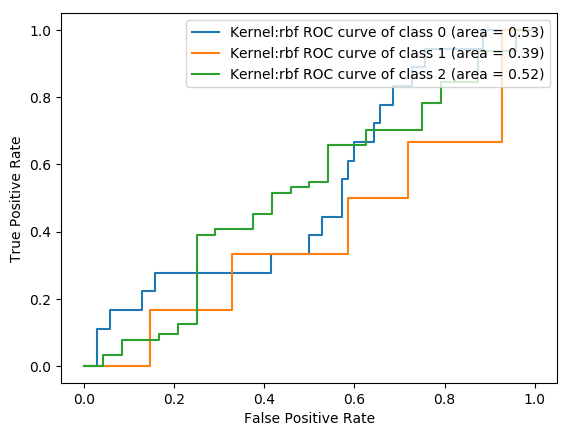 Kernel:rbf ROC curve of class 0 (area = 0.53)
Kernel:rbf ROC curve of class 1 (area = 0.39)
Kernel:rbf ROC curve of class 2 (area = 0.52)
1.0
0.8
0.6
0.4
0.2
0.0
True Positive Rate
0.0 0.2 0.4 0.6 0.8 1.0
False Positive Rate